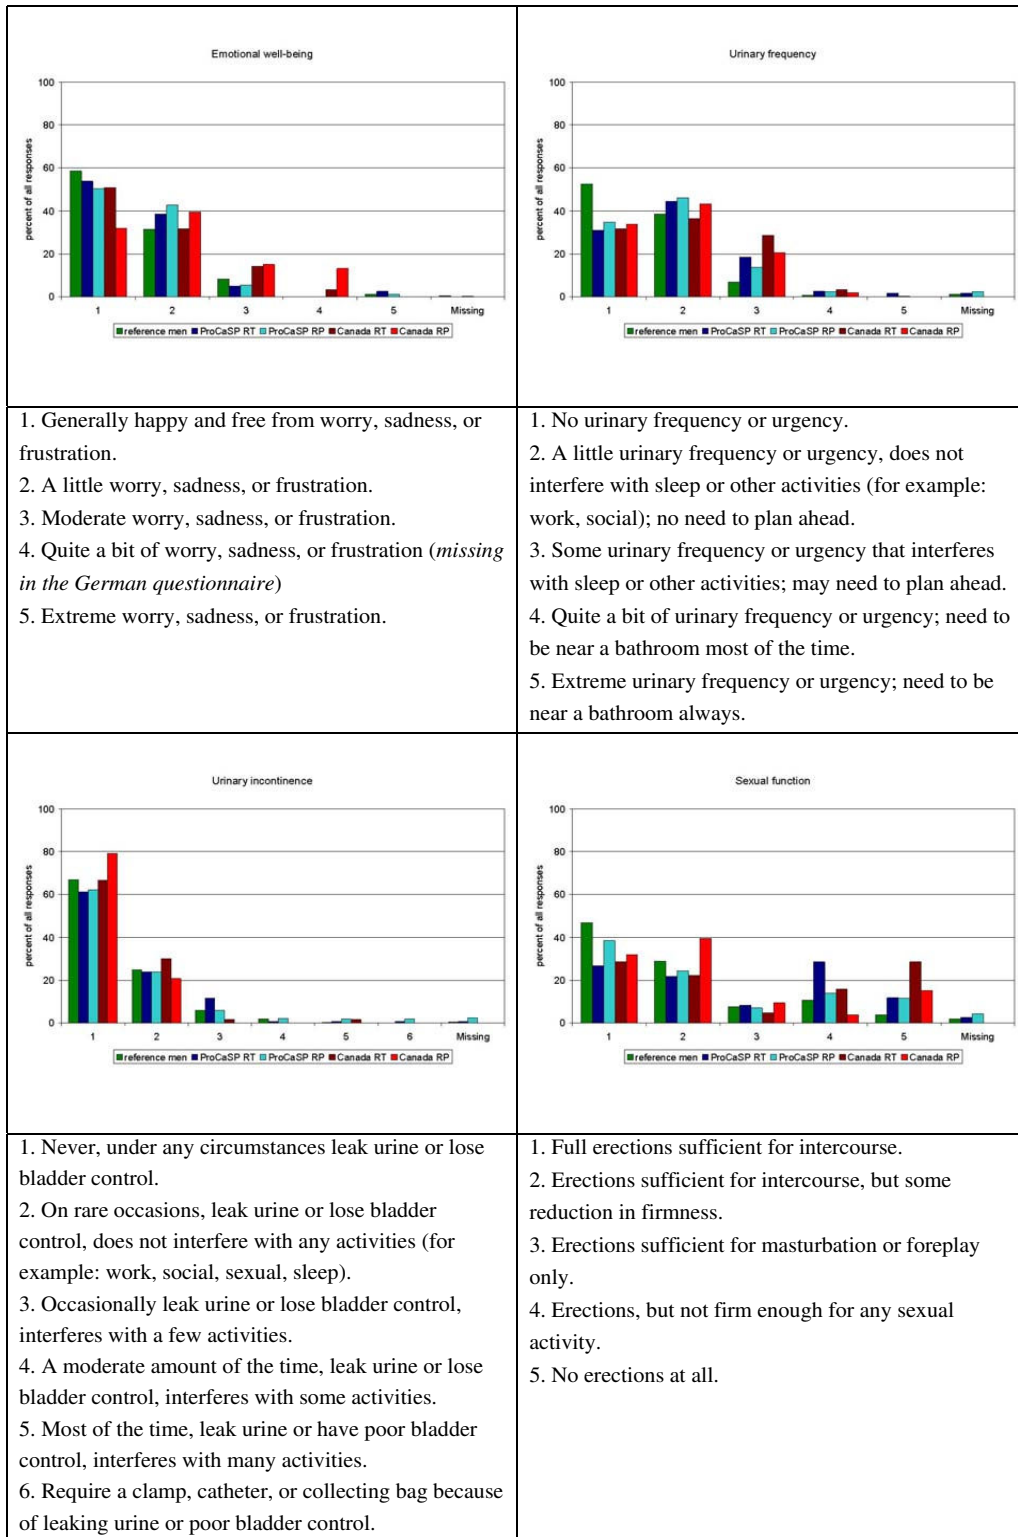 Emotional well-being
percent of all responses
100
80
60
40
20
0
1 2 3 4 5 Missing
reference men ProCaSP RT ProCaSP RP Canada RT Canada RP
Urinary frequency
percent of all responses
100
80
60
40
20
0
1 2 3 4 5 Missing
reference men ProCaSP RT ProCaSP RP Canada RT Canada RP
1. Generally happy and free from worry, sadness, or
frustration.
2. A little worry, sadness, or frustration.
3. Moderate worry, sadness, or frustration.
4. Quite a bit of worry, sadness, or frustration (missing
in the German questionnaire)
5. Extreme worry, sadness, or frustration.
1. No urinary frequency or urgency.
2. A little urinary frequency or urgency, does not
interfere with sleep or other activities (for example:
work, social); no need to plan ahead.
3. Some urinary frequency or urgency that interferes
with sleep or other activities; may need to plan ahead.
4. Quite a bit of urinary frequency or urgency; need to
be near a bathroom most of the time.
5. Extreme urinary frequency or urgency; need to be
near a bathroom always.
Urinary incontinence
percent of all responses
100
80
60
40
20
0
1 2 3 4 5 6 Missing
reference men ProCaSP RT ProCaSP RP Canada RT Canada RP
Sexual function
percent of all responses
100
80
60
40
20
0
1 2 3 4 5 Missing
reference men ProCaSP RT ProCaSP RP Canada RT Canada RP
1. Never, under any circumstances leak urine or lose
bladder control.
2. On rare occasions, leak urine or lose bladder
control, does not interfere with any activities (for
example: work, social, sexual, sleep).
3. Occasionally leak urine or lose bladder control,
interferes with a few activities.
4. A moderate amount of the time, leak urine or lose
bladder control, interferes with some activities.
5. Most of the time, leak urine or have poor bladder
control, interferes with many activities.
6. Require a clamp, catheter, or collecting bag because
of leaking urine or poor bladder control.
1. Full erections sufficient for intercourse.
2. Erections sufficient for intercourse, but some
reduction in firmness.
3. Erections sufficient for masturbation or foreplay
only.
4. Erections, but not firm enough for any sexual
activity.
5. No erections at all.